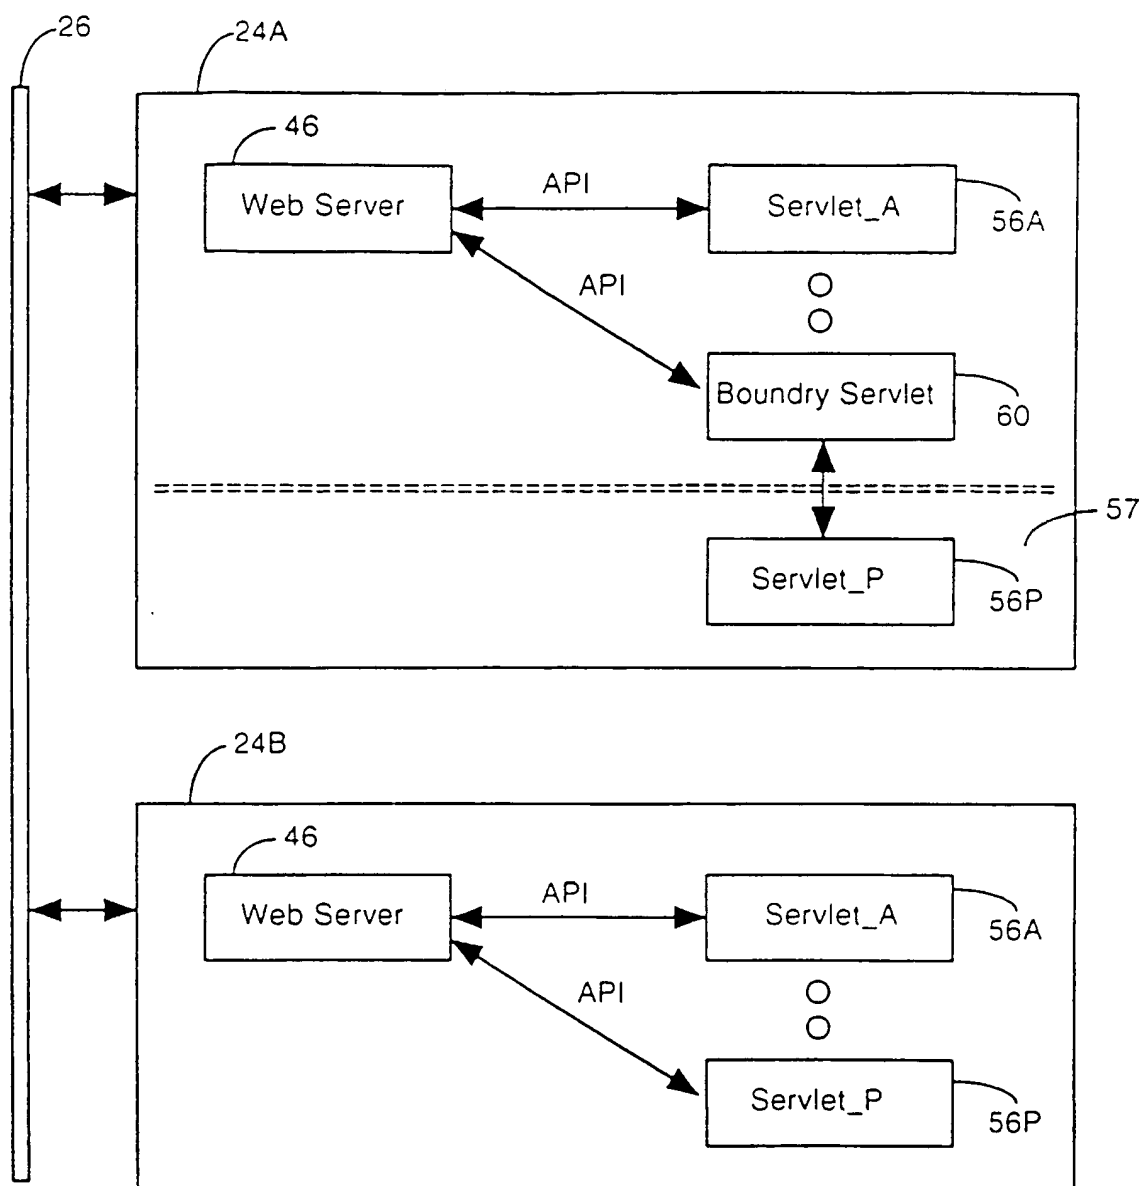 26
24A
46
Web Server
API
Servlet_A
56A
API
Boundry Servlet
60
57
Servlet_P
56P
24B
46
Web Server
API
Servlet_A
56A
API
Servlet_P
56P